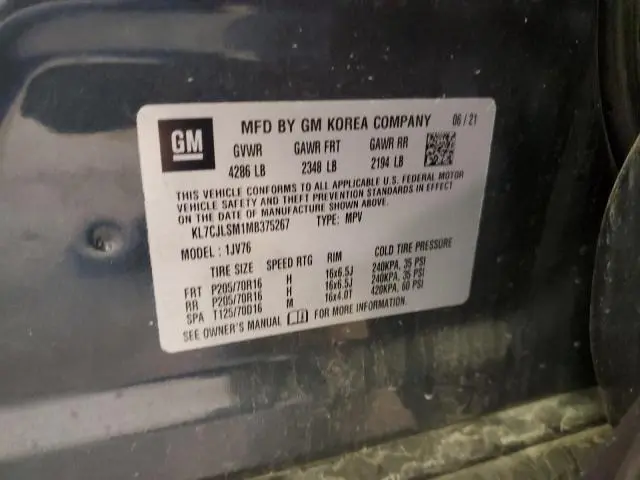 GM
MFD BY GM KOREA COMPANY 06/21
GVWR GAWR FRT GAWR RR
4286 LB 2348 LB 2194 LB
THIS VEHICLE CONFORMS TO ALL APPLICABLE U.S. FEDERAL MOTOR
VEHICLE SAFETY AND THEFT PREVENTION STANDARDS IN EFFECT
ON THE DATE OF MANUFACTURE SHOWN ABOVE.
KL7CJLSM1MB375267 TYPE: MPV
MODEL: 1JV76
TIRE SIZE SPEED RTG RIM COLD TIRE PRESSURE
FRT P205/70R16 H 16x6.5J 240KPA, 35 PSI
RR P205/70R16 H 16x6.5J 240KPA, 35 PSI
SPA T125/70D16 M 16x4.0T 420KPA, 60 PSI
SEE OWNER'S MANUAL FOR MORE INFORMATION.